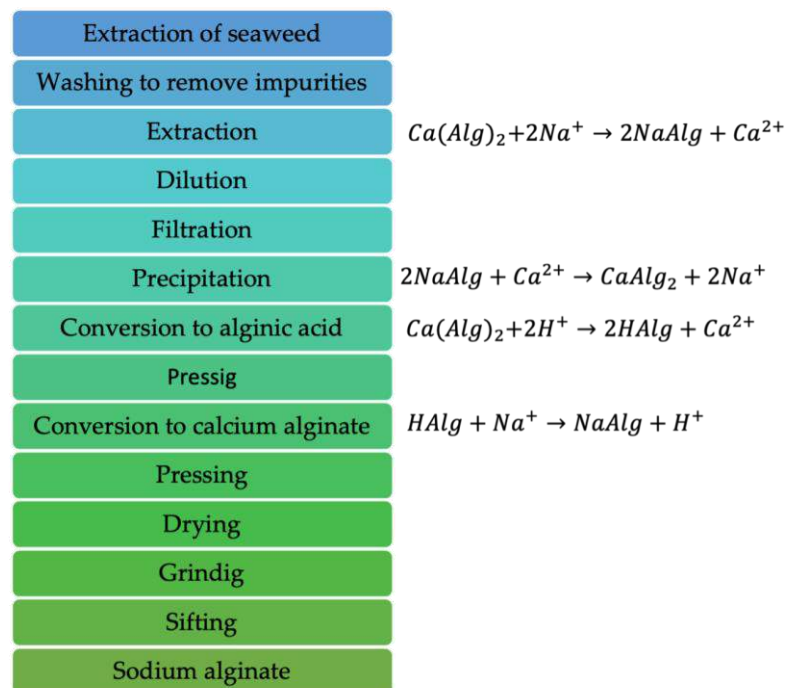 Extraction of seaweed
Washing to remove impurities
Extraction Ca(Alg)₂+2Na⁺ → 2NaAlg + Ca²⁺
Dilution
Filtration
Precipitation 2NaAlg + Ca²⁺ → CaAlg₂ + 2Na⁺
Conversion to alginic acid Ca(Alg)₂+2H⁺ → 2HAlg + Ca²⁺
Pressig
Conversion to calcium alginate HAlg + Na⁺ → NaAlg + H⁺
Pressing
Drying
Grindig
Sifting
Sodium alginate